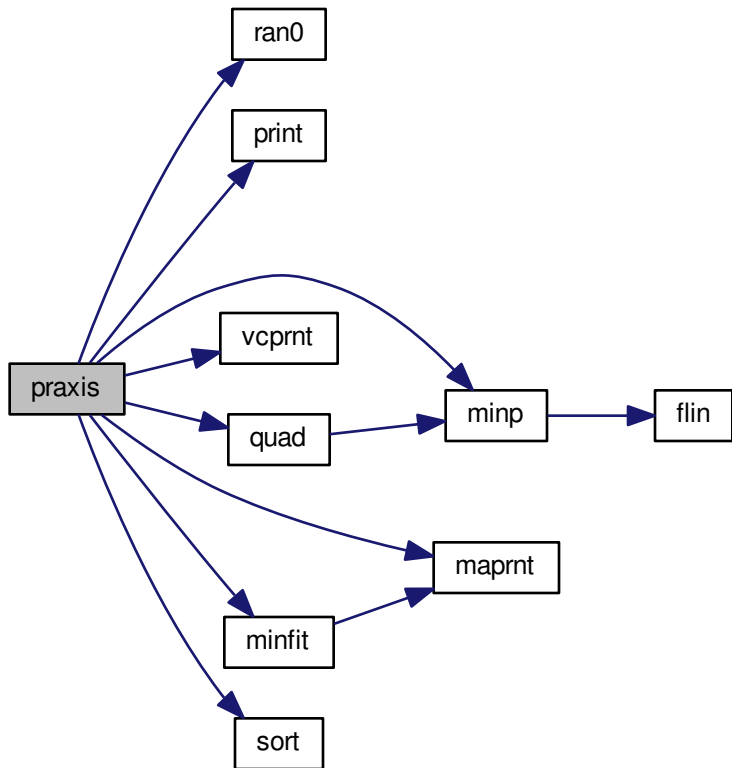 ran0
print
vcprnt
praxis
minp
flin
quad
maprnt
minfit
sort